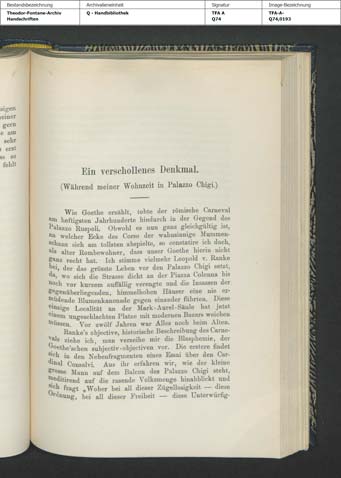 Bestandsbezeichnung
Theodor-Fontane-Archiv
Handschriften
Archivalieneinheit
Q - Handbibliothek
Signatur
TFA A
Q74
Image-Bezeichnung
TFA-A-
Q74,0193
Ein verschollenes Denkmal.
(Während meiner Wohnzeit in Palazzo Chigi.)
Wie Goethe erzählt, tobte der römische Carneval
am heftigsten Jahrhunderte hindurch in der Gegend des
Palazzo Ruspoli. Obwohl es nun ganz gleichgültig ist,
an welcher Ecke des Corso der wahnsinnige Mummen-
schanz sich am tollsten abspielte, so constatire ich doch,
als alter Rombewohner, dass unser Goethe hierin nicht
ganz recht hat. Ich stimme vielmehr Leopold v. Ranke
bei, der das grösste Leben vor den Palazzo Chigi setzt,
da, wo sich die Strasse dicht an der Piazza Colonna bis
noch vor kurzem auffällig verengte und die Insassen der
gegenüberliegenden, himmelhohen Häuser eine nie er-
müdende Blumenkanonade gegen einander führten. Diese
einzige Localität an der Mark-Aurel-Säule hat jetzt
einem ungeschlachten Platze mit modernen Bazars weichen
müssen. Vor zwölf Jahren war Alles noch beim Alten.
Ranke's objective, historische Beschreibung des Carne-
vals ziehe ich, man verzeihe mir die Blasphemie, der
Goethe'schen subjectiv-objectiven vor. Die erstere findet
sich in den Nebenfragmenten eines Essai über den Car-
dinal Consalvi. Aus ihr erfahren wir, wie der kleine
grosse Mann auf dem Balcon des Palazzo Chigi steht,
meditirend auf die rasende Volksmenge hinabblickt und
sich fragt „Woher bei all dieser Zügellosigkeit — diese
Ordnung, bei all dieser Freiheit — diese Unterwürfig-